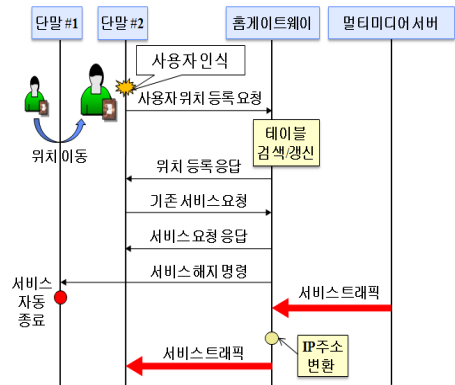 단말 #1
단말 #2
홈게이트웨이
멀티미디어서버
사용자인식
사용자위치 등록 요청
테이블
검색/갱신
위치이동
위치 등록응답
기존 서비스요청
서비스요청 응답
서비스해지 명령
서비스
자동
종료
서비스트래픽
IP주소
변환
서비스트래픽